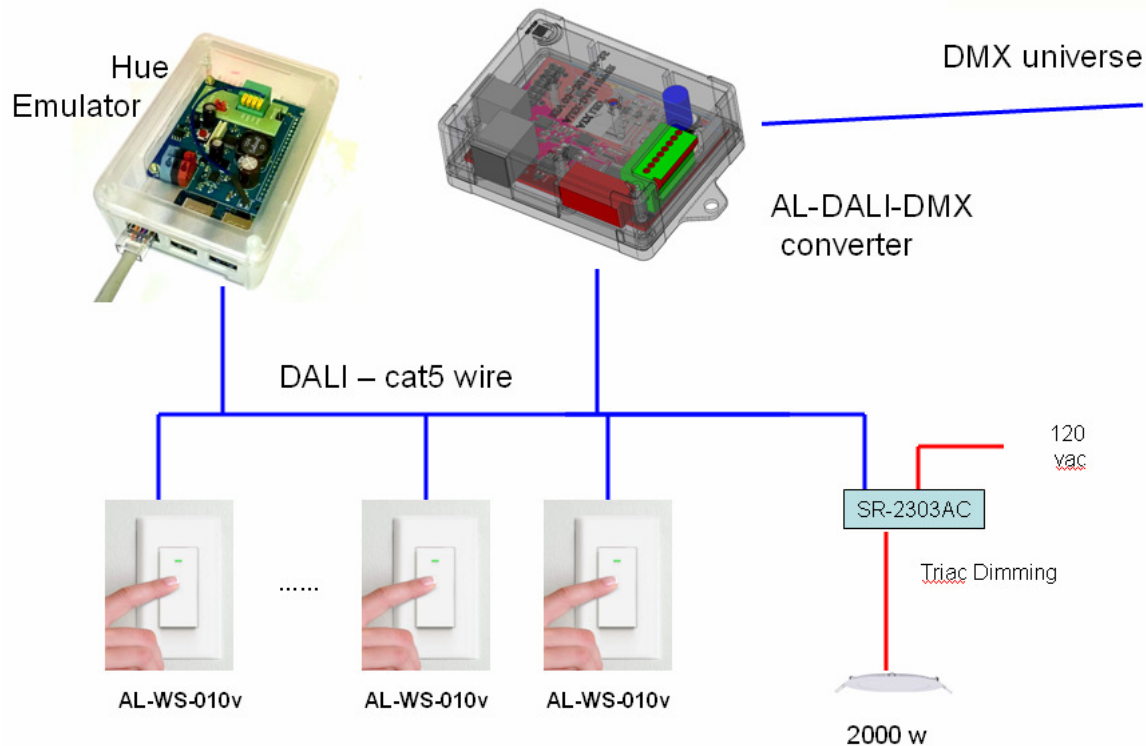 Hue
Emulator
DMX universe
AL-DALI-DMX
converter
DALI – cat5 wire
120
vac
SR-2303AC
Triac Dimming
......
AL-WS-010v
AL-WS-010v
AL-WS-010v
2000 w